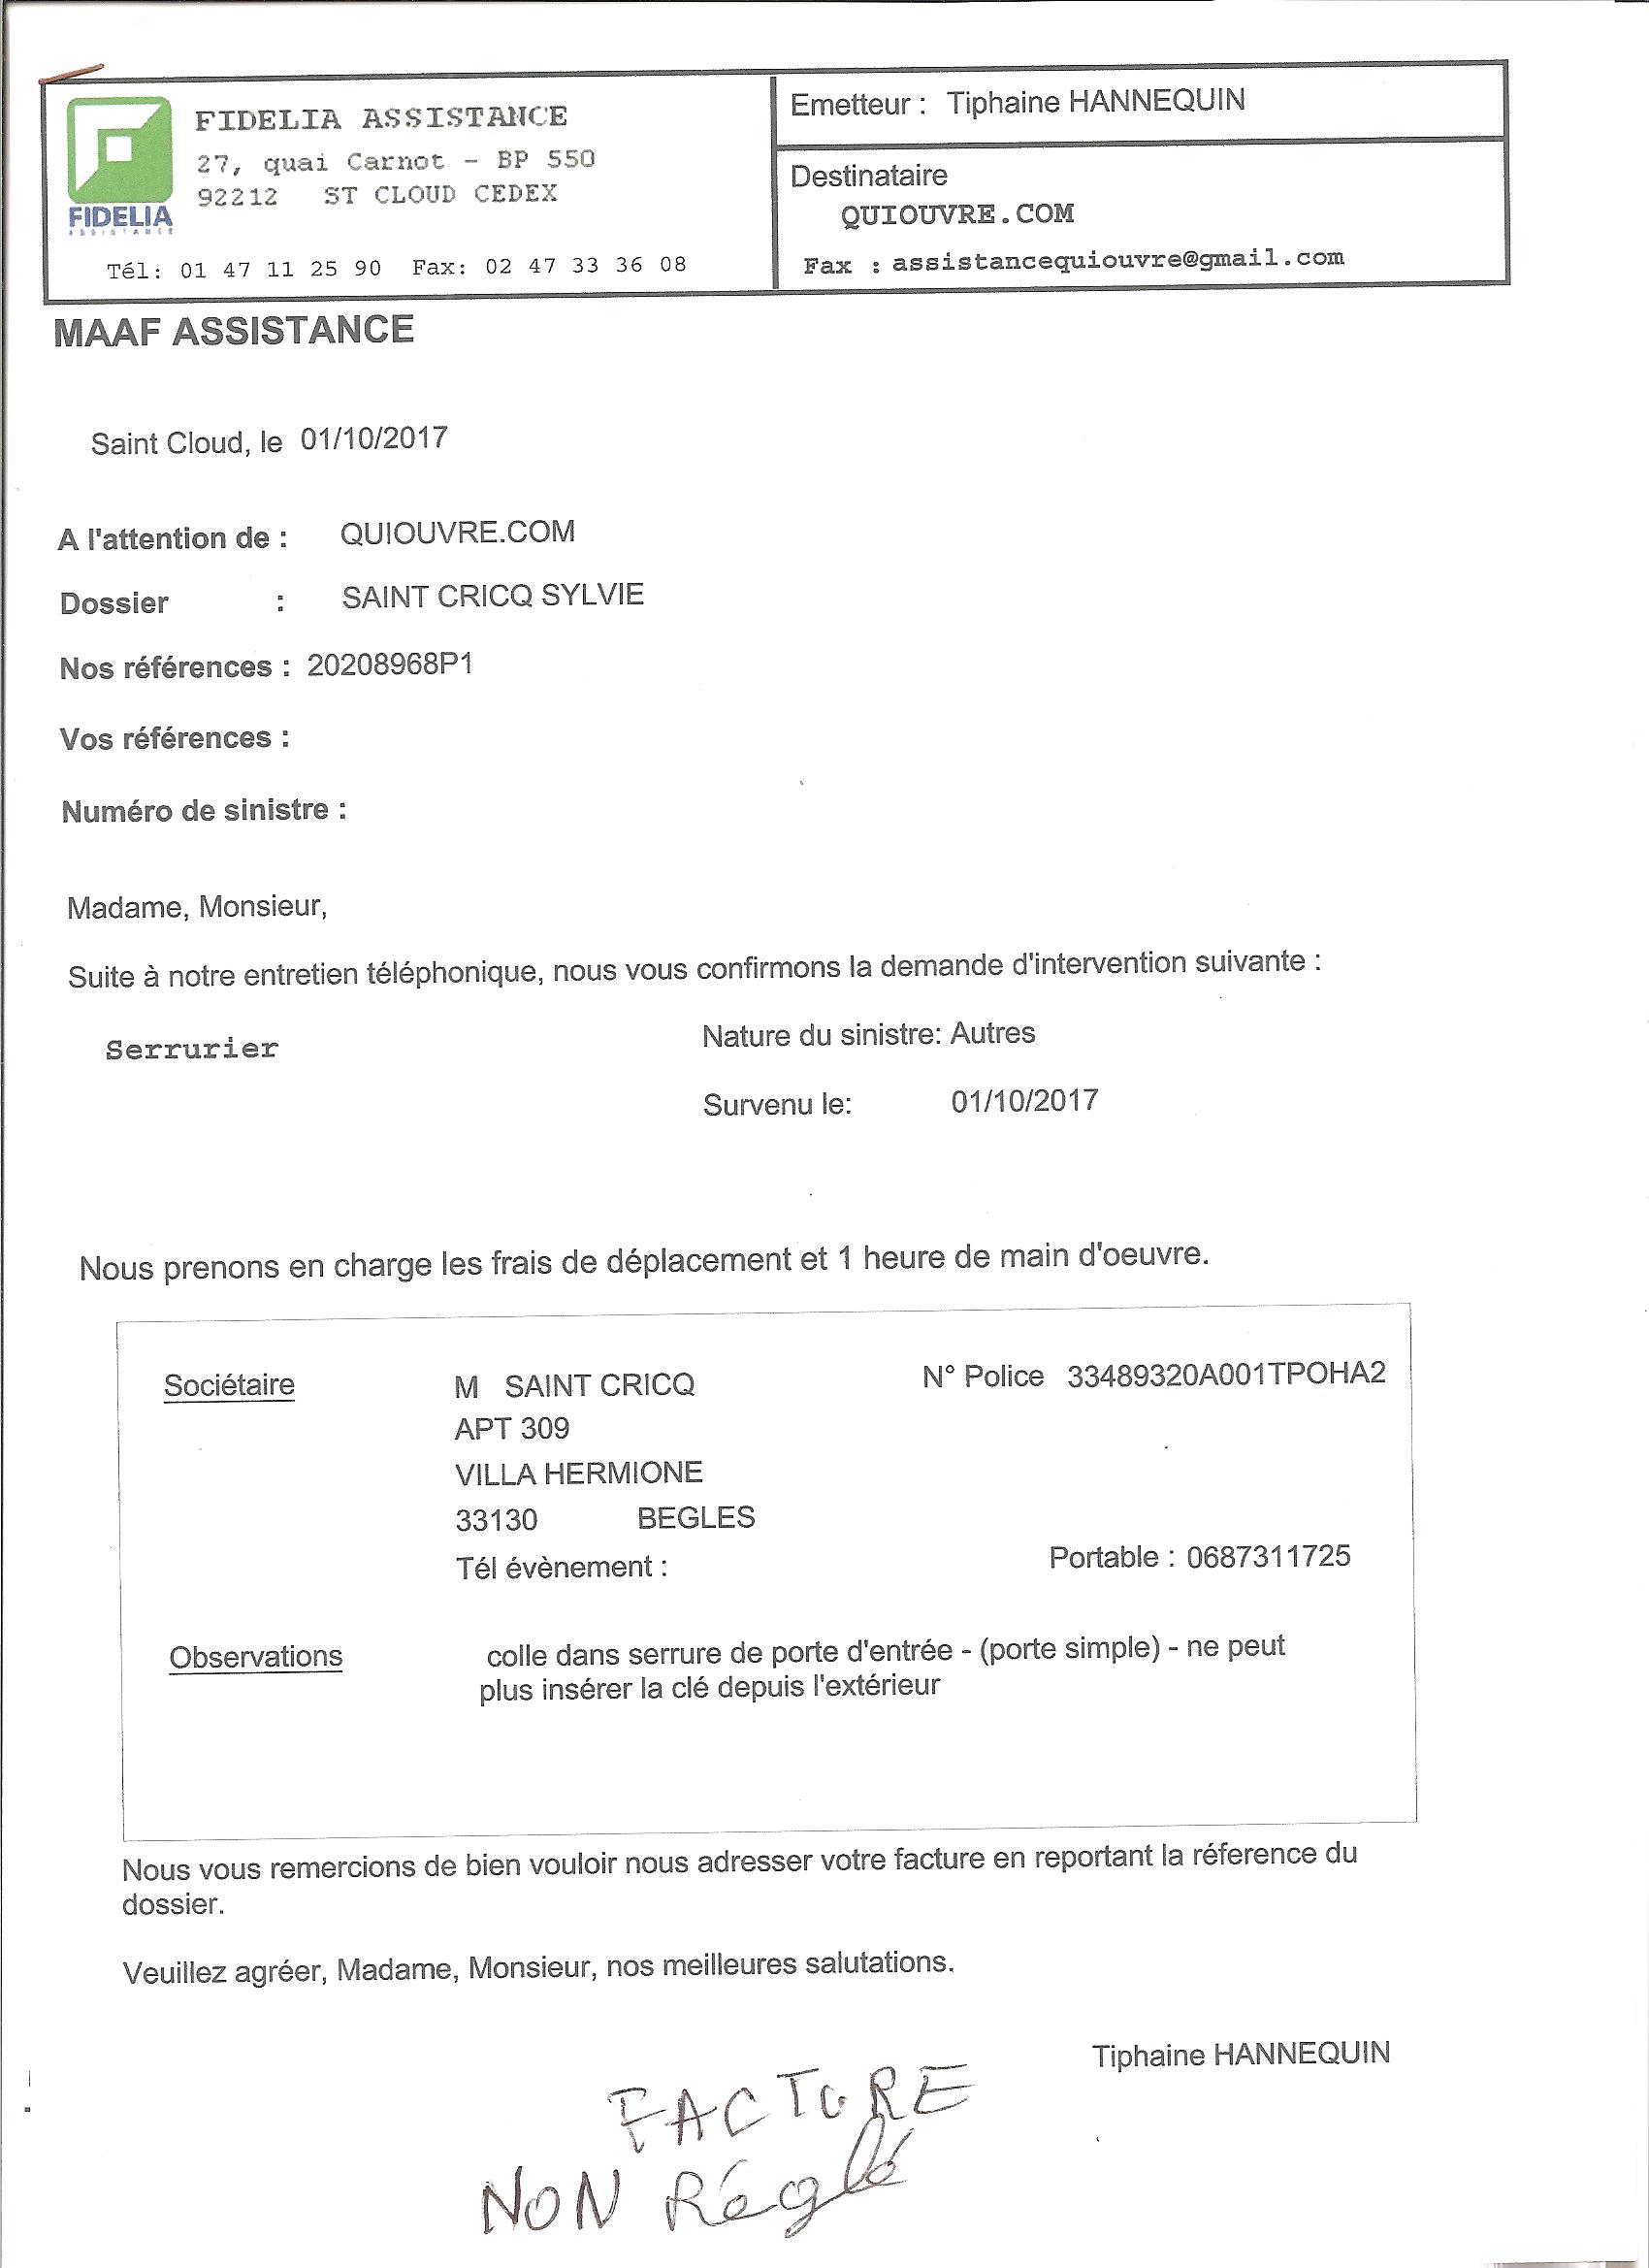 FIDELIA ASSISTANCE
27, quai Carnot - BP 550
92212 ST CLOUD CEDEX
FIDELIA
ASSISTANCE
Tél: 01 47 11 25 90 Fax: 02 47 33 36 08
Emetteur : Tiphaine HANNEQUIN
Destinataire
QUIOUVRE.COM
Fax : assistancequiouvre@gmail.com
MAAF ASSISTANCE
Saint Cloud, le 01/10/2017
A l'attention de : QUIOUVRE.COM
Dossier : SAINT CRICQ SYLVIE
Nos références : 20208968P1
Vos références :
Numéro de sinistre :
Madame, Monsieur,
Suite à notre entretien téléphonique, nous vous confirmons la demande d'intervention suivante :
Serrurier Nature du sinistre: Autres
Survenu le: 01/10/2017
Nous prenons en charge les frais de déplacement et 1 heure de main d'oeuvre.
Sociétaire M SAINT CRICQ N° Police 33489320A001TPOHA2
APT 309
VILLA HERMIONE
33130 BEGLES
Tél évènement : Portable : 0687311725
Observations colle dans serrure de porte d'entrée - (porte simple) - ne peut
plus insérer la clé depuis l'extérieur
Nous vous remercions de bien vouloir nous adresser votre facture en reportant la réference du
dossier.
Veuillez agréer, Madame, Monsieur, nos meilleures salutations.
Tiphaine HANNEQUIN
FACTURE
NON Réglé